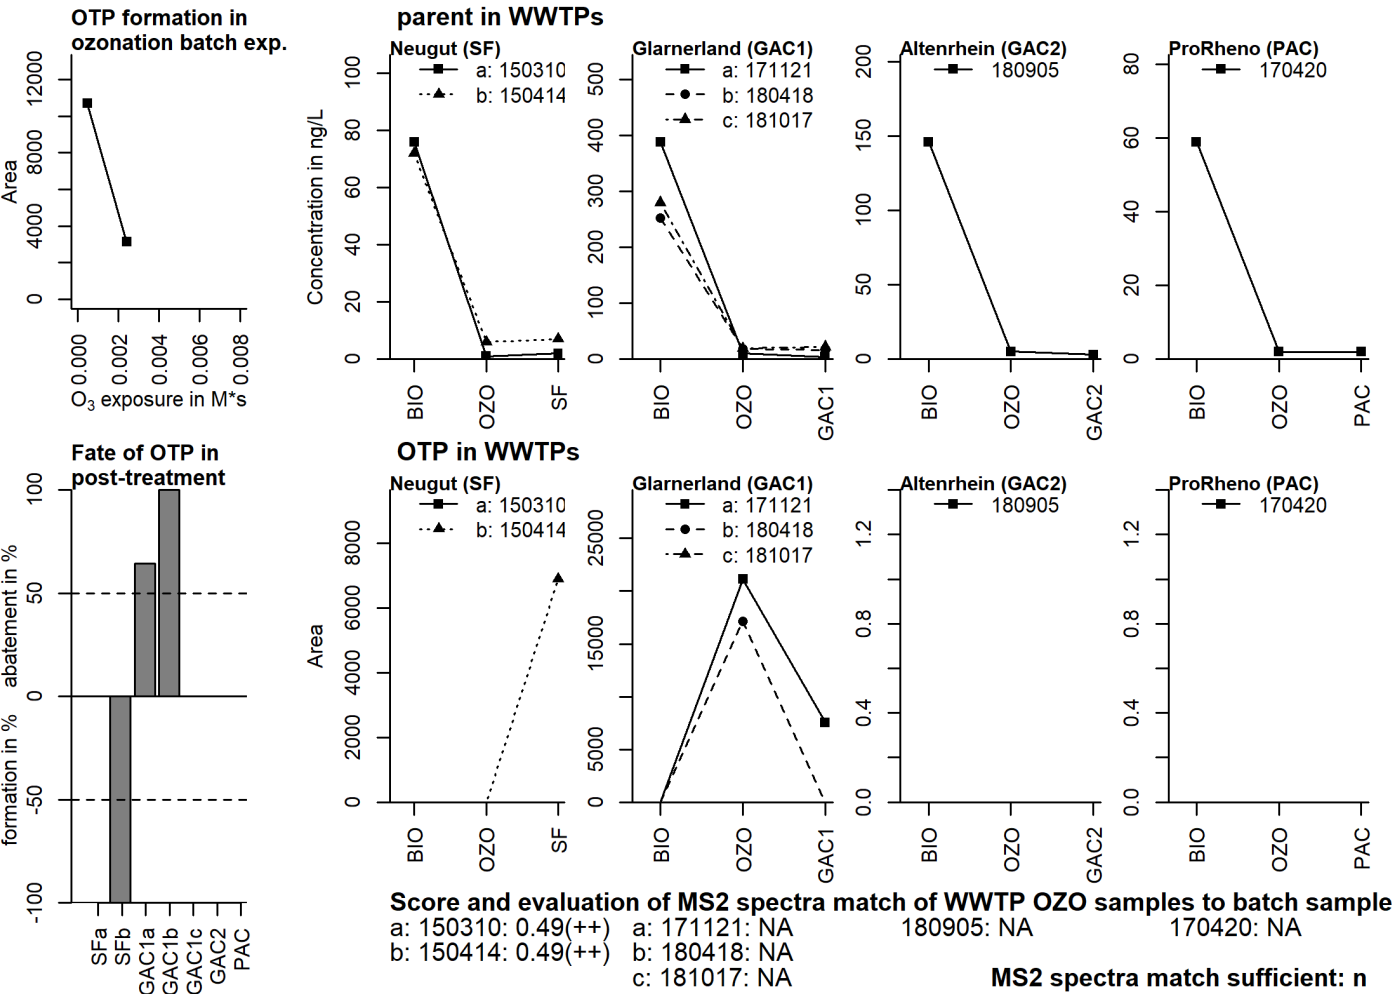 OTP formation in
ozonation batch exp.
Area
12000
8000
4000
0
0.000
0.002
0.004
0.006
0.008
O3 exposure in M*s
parent in WWTPs
Concentration in ng/L
Neugut (SF)
a: 150310
b: 150414
100
80
60
40
20
0
BIO
OZO
SF
Glarnerland (GAC1)
a: 171121
b: 180418
c: 181017
500
400
300
200
100
0
BIO
OZO
GAC1
Altenrhein (GAC2)
180905
200
150
100
50
0
BIO
OZO
GAC2
ProRheno (PAC)
170420
80
60
40
20
0
BIO
OZO
PAC
Fate of OTP in
post-treatment
formation in %
abatement in %
100
50
0
-50
-100
SFa
SFb
GAC1a
GAC1b
GAC1c
GAC2
PAC
OTP in WWTPs
Area
Neugut (SF)
a: 150310
b: 150414
8000
6000
4000
2000
0
BIO
OZO
SF
Glarnerland (GAC1)
a: 171121
b: 180418
c: 181017
25000
15000
5000
0
BIO
OZO
GAC1
Altenrhein (GAC2)
180905
1.2
0.8
0.4
0.0
BIO
OZO
GAC2
ProRheno (PAC)
170420
1.2
0.8
0.4
0.0
BIO
OZO
PAC
Score and evaluation of MS2 spectra match of WWTP OZO samples to batch sample
a: 150310: 0.49(++) a: 171121: NA 180905: NA 170420: NA
b: 150414: 0.49(++) b: 180418: NA
c: 181017: NA
MS2 spectra match sufficient: n